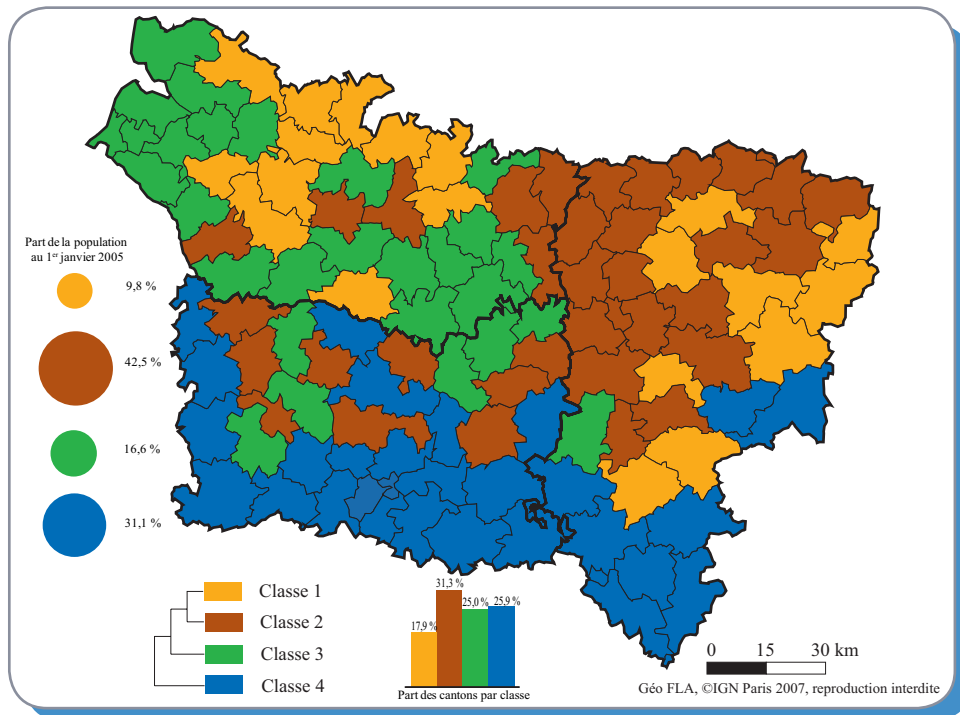 Part de la population
au 1er janvier 2005
9,8 %
42,5 %
16,6 %
31,1 %
Classe 1
Classe 2
Classe 3
Classe 4
31,3 %
25,0 %
25,9 %
17,9 %
Part des cantons par classe
0 15 30 km
Géo FLA, ©IGN Paris 2007, reproduction interdite